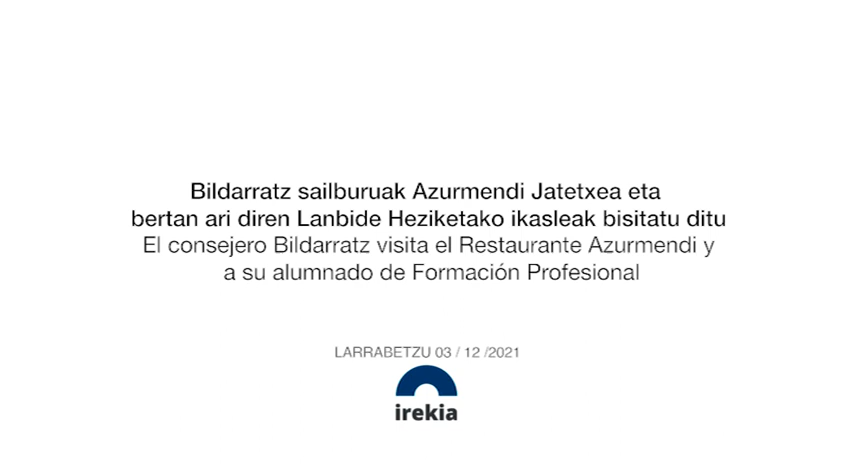 Bildarratz sailburuak Azurmendi Jatetxea eta
bertan ari diren Lanbide Heziketako ikasleak bisitatu ditu
El consejero Bildarratz visita el Restaurante Azurmendi y
a su alumnado de Formación Profesional
LARRABETZU 03 / 12 /2021
irekia